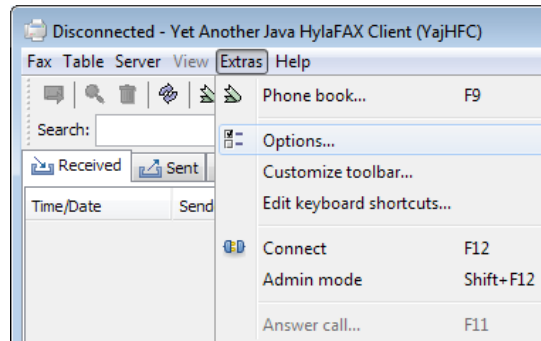 Disconnected - Yet Another Java HylaFAX Client (YajHFC)
Fax Table Server View Extras Help
Phone book... F9
Search:
Options...
Received Sent
Customize toolbar...
Time/Date Send
Edit keyboard shortcuts...
Connect F12
Admin mode Shift+F12
Answer call... F11